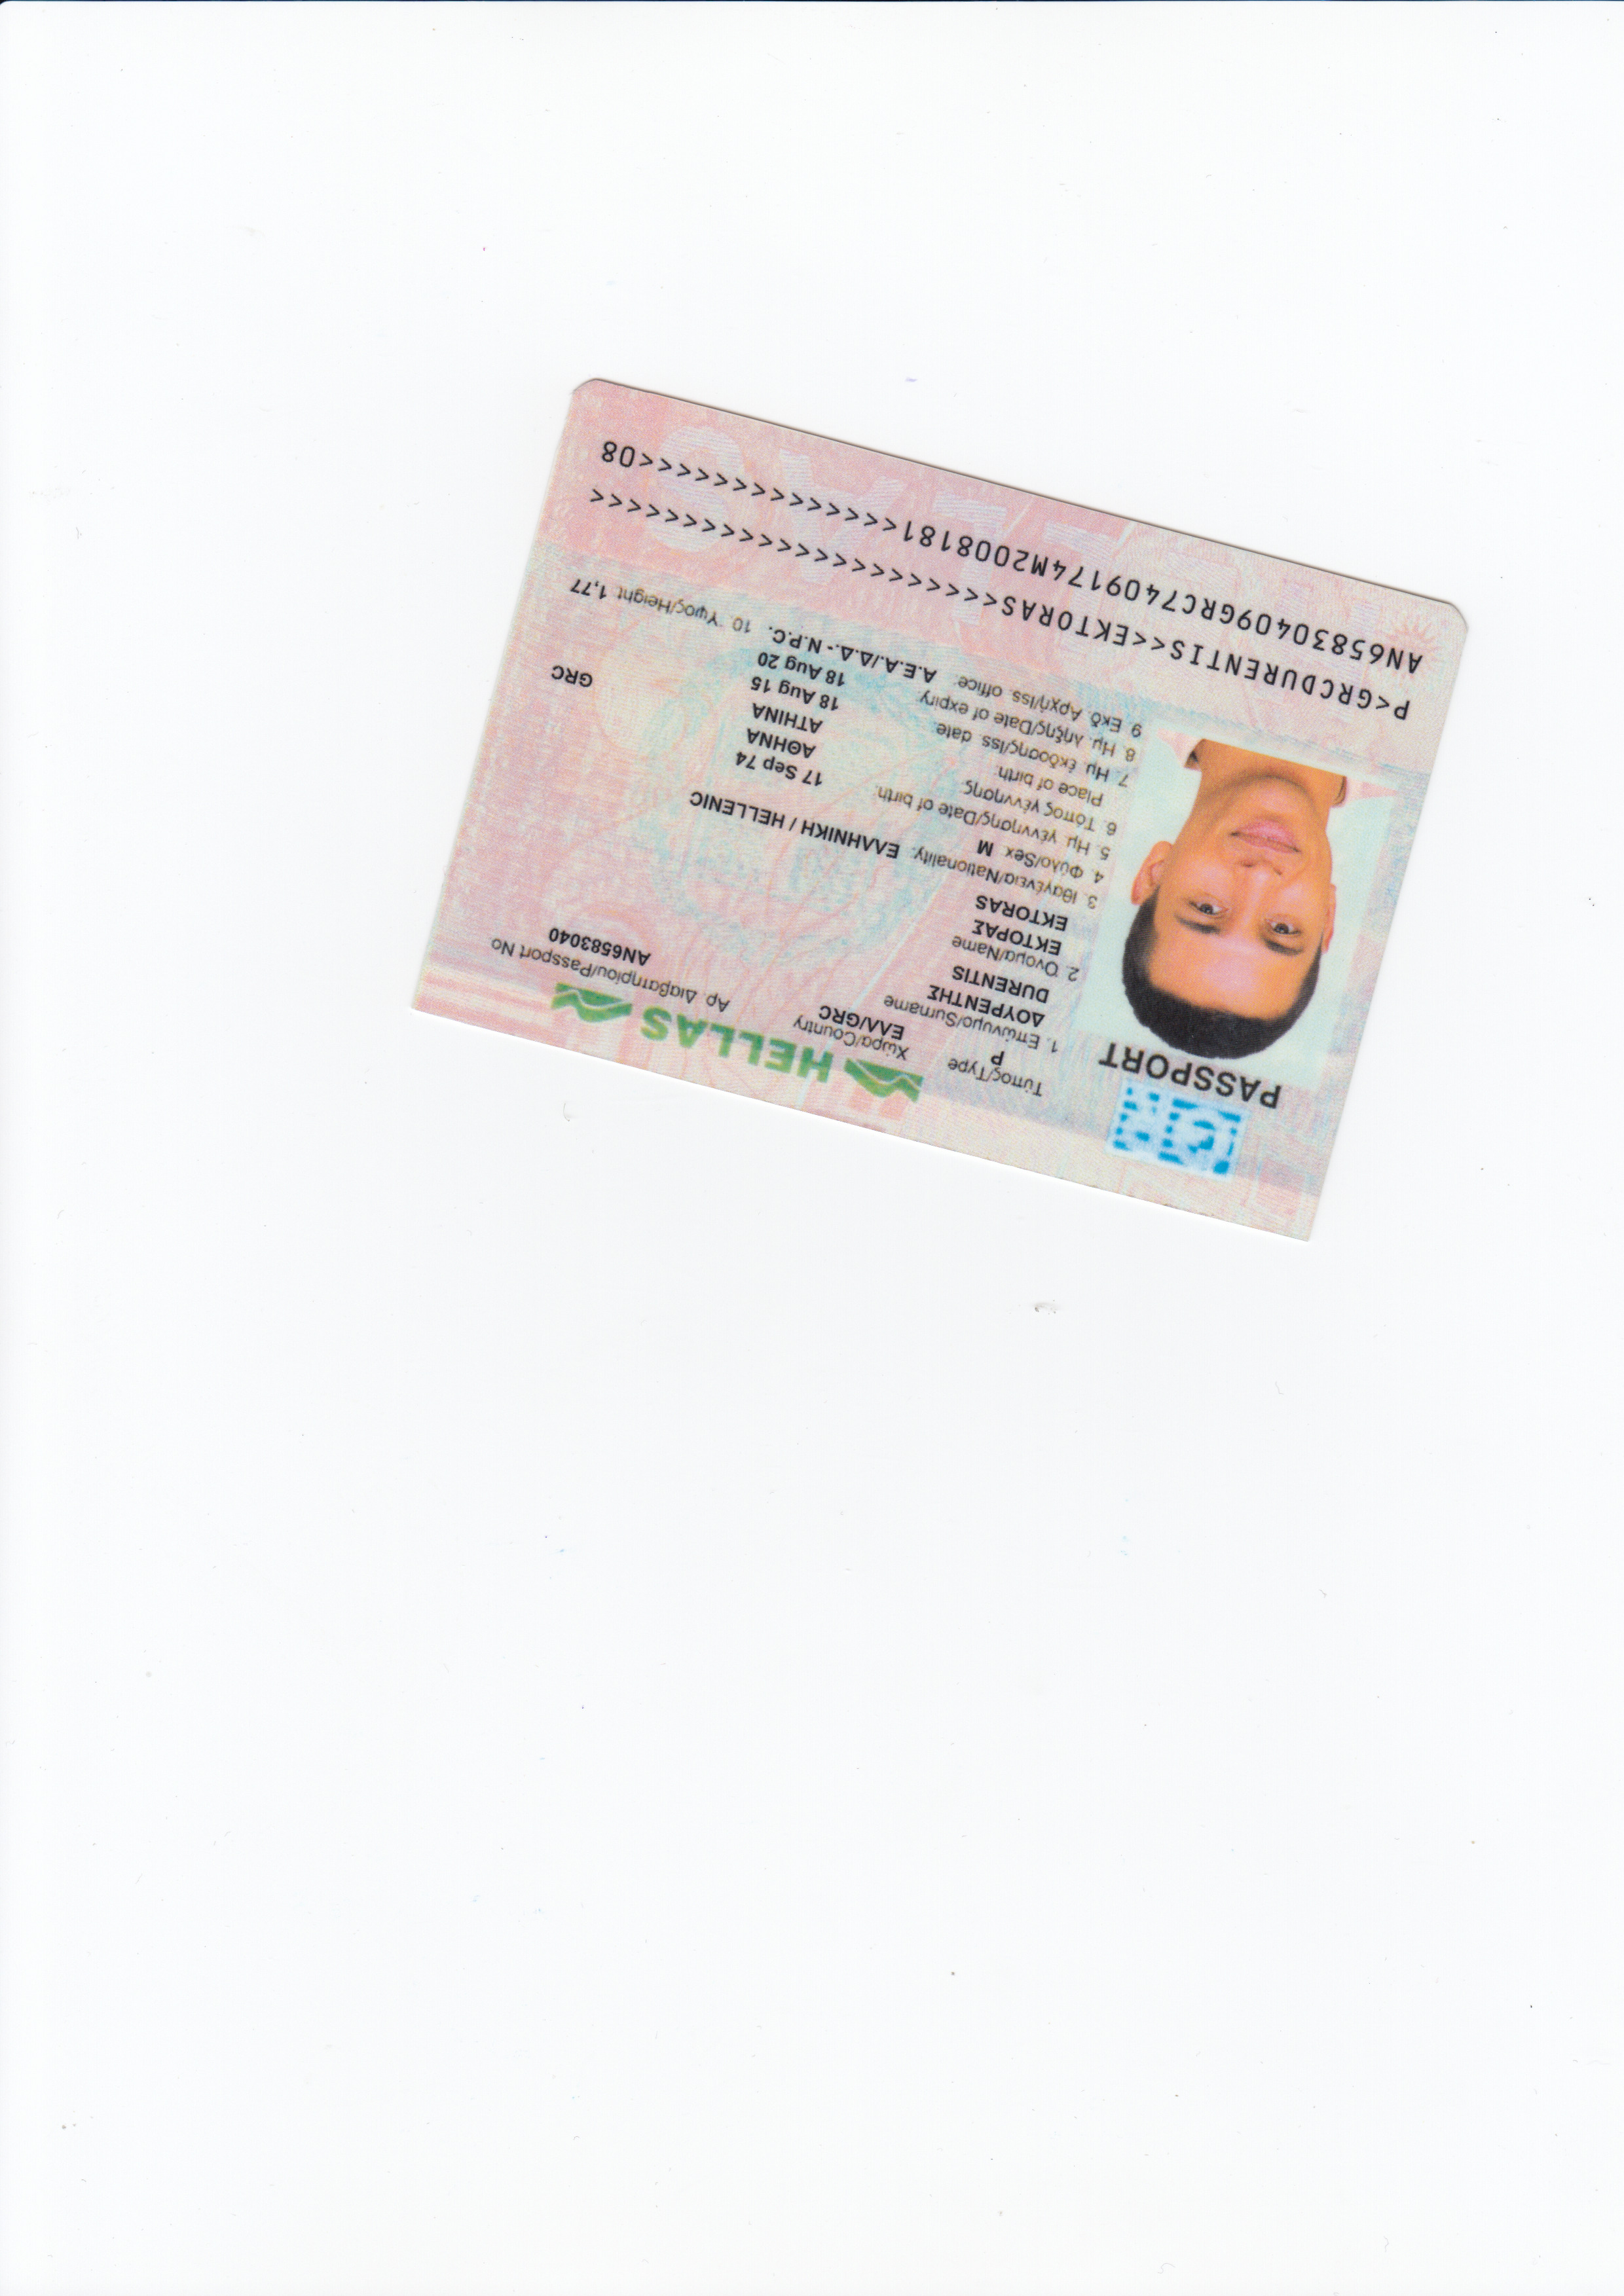 PASSPORT
HELLAS
Τύπος/Type
P
Χώρα/Country
ΕΛΛ/GRC
Αρ. Διαβατηρίου/Passport No
AN6583040
1. Επώνυμο/Surname
ΔΟΥΡΕΝΤΗΣ
DURENTIS
2. Όνομα/Name
ΕΚΤΟΡΑΣ
EKTORAS
3. Ιθαγένεια/Nationality. ΕΛΛΗΝΙΚΗ / HELLENIC
4. Φύλο/Sex M
5. Ημ. γέννησης/Date of birth. 17 Sep 74
6. Τόπος γέννησης ΑΘΗΝΑ
Place of birth. ATHINA
7. Ημ. έκδοσης/Iss. date 18 Aug 15
8. Ημ. λήξης/Date of expiry 18 Aug 20
GRC
9. Εκδ. Αρχή/Iss. office. Α.Ε.Α./Δ.Δ.- N.P.C. 10. Ύψος/Height 1,77
P<GRCDURENTIS<<EKTORAS<<<<<<<<<<<<<<<<<<<<<
AN65830409GRC7409174M2008181<<<<<<<<<<<<<<08